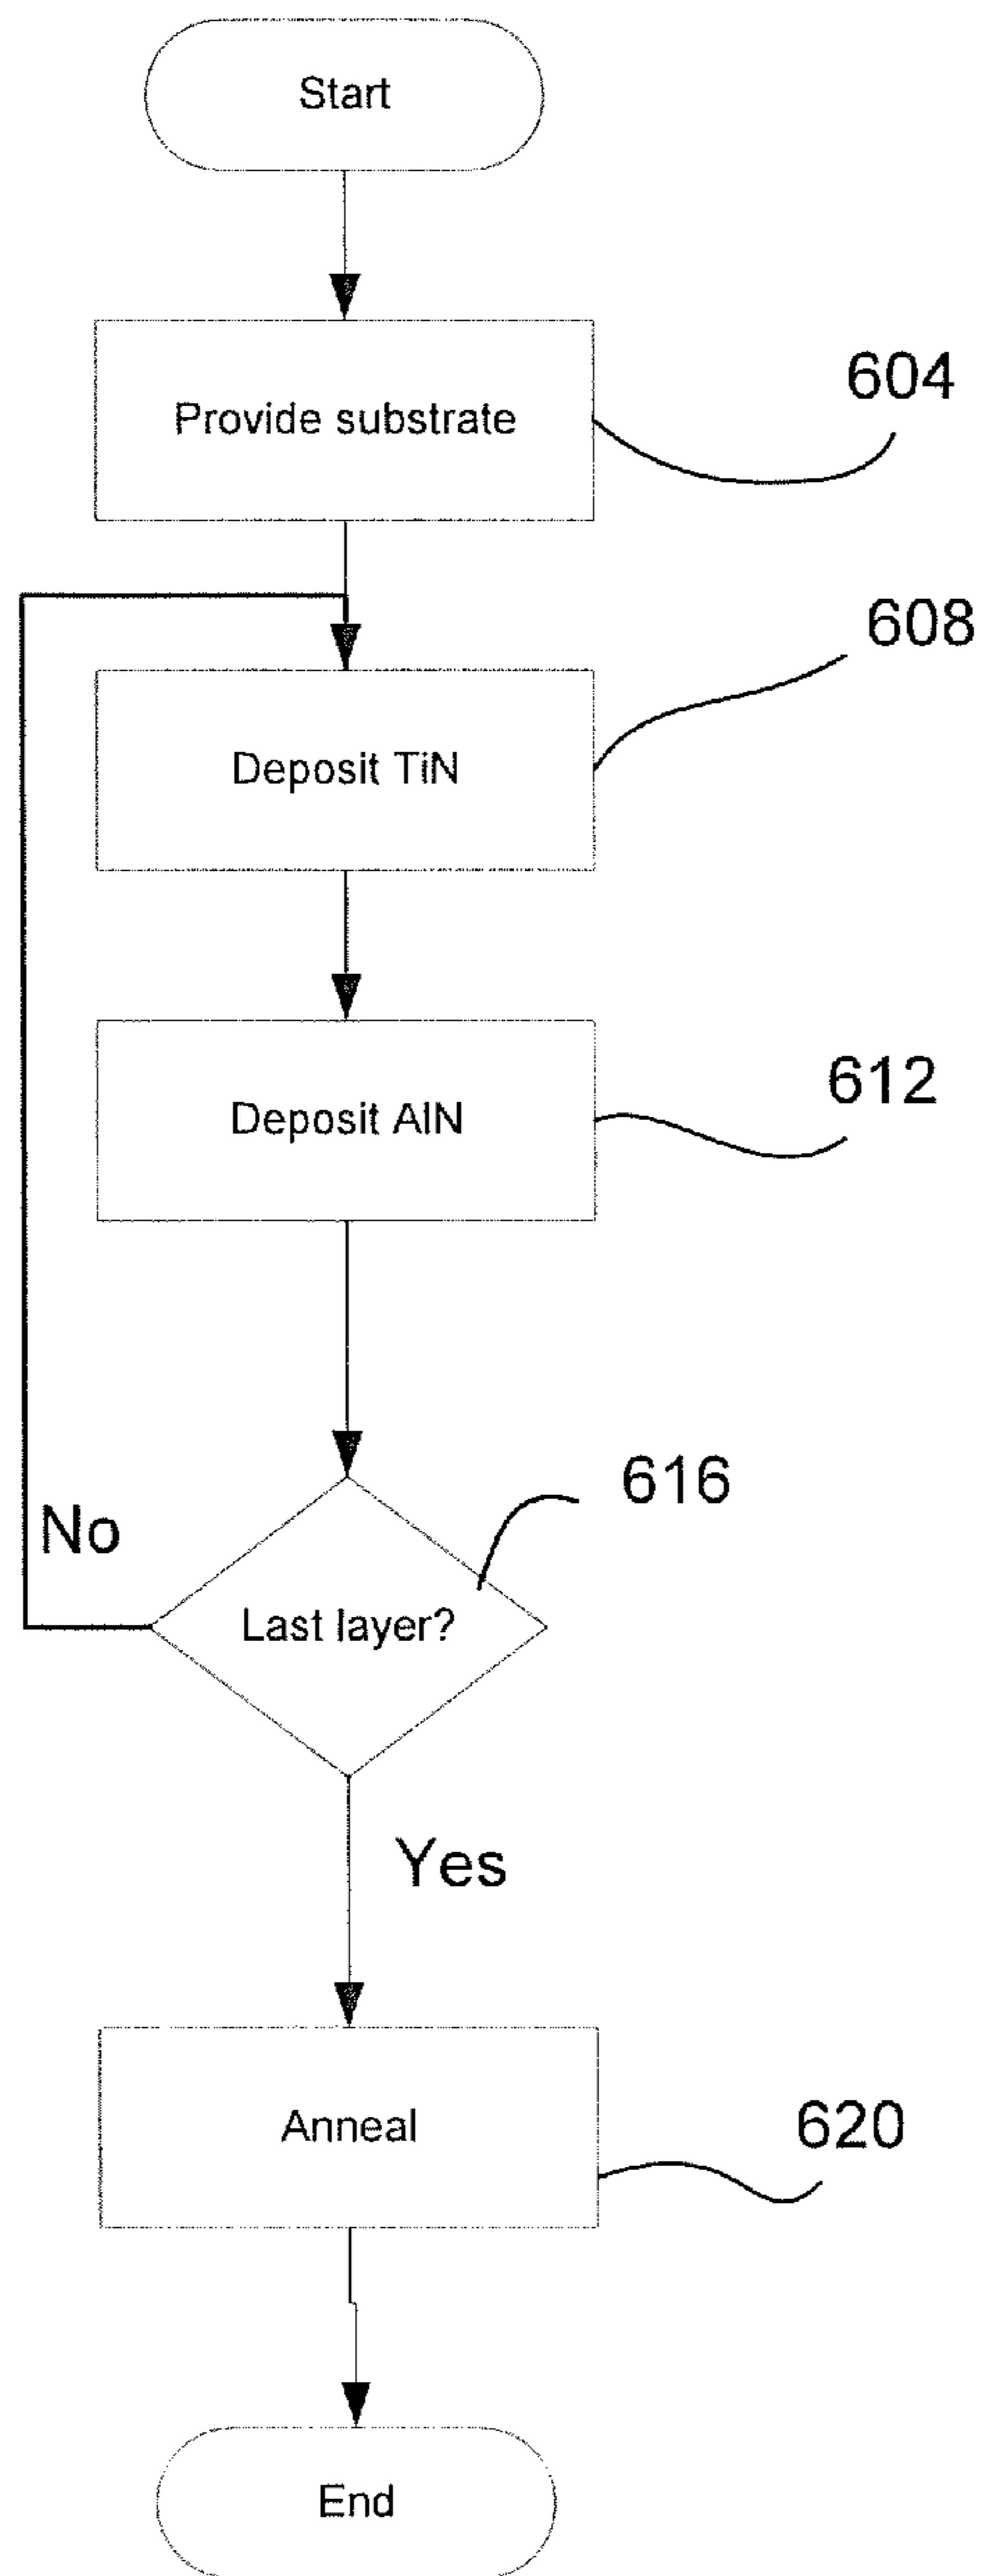 Start
Provide substrate
604
608
Deposit TiN
Deposit AlN
612
616
No
Last layer?
Yes
Anneal
620
End